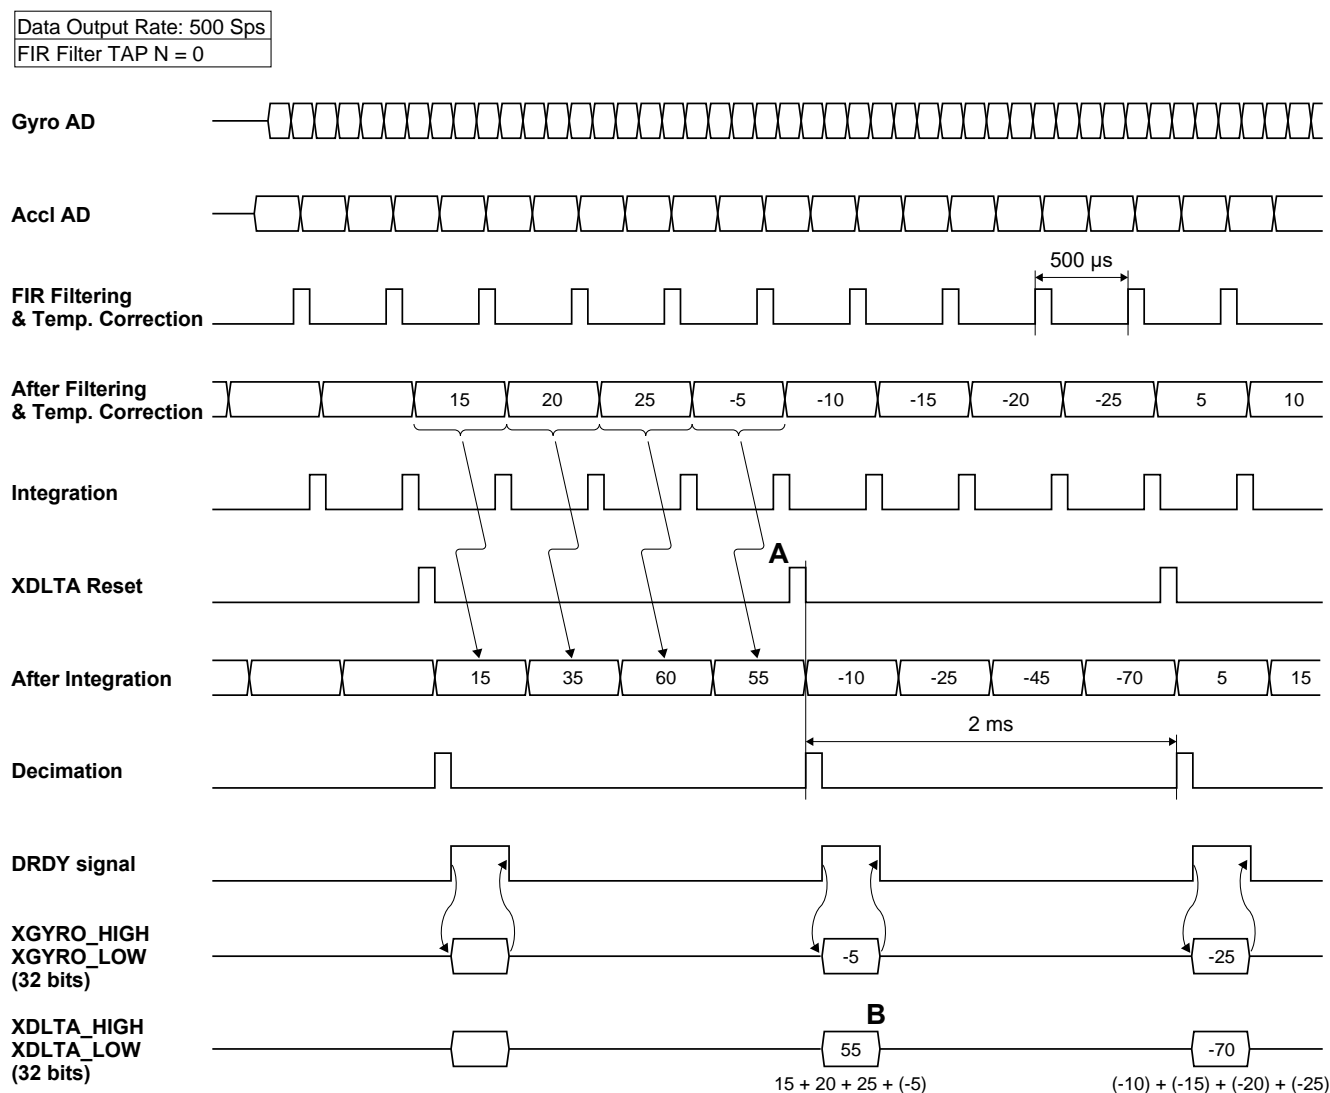 Data Output Rate: 500 Sps
FIR Filter TAP N = 0
Gyro AD
Accl AD
500 µs
FIR Filtering
& Temp. Correction
After Filtering
& Temp. Correction
15 20 25 -5 -10 -15 -20 -25 5 10
Integration
A
XDLTA Reset
After Integration
15 35 60 55 -10 -25 -45 -70 5 15
2 ms
Decimation
DRDY signal
XGYRO_HIGH
XGYRO_LOW
(32 bits)
-5 -25
B
XDLTA_HIGH
XDLTA_LOW
(32 bits)
55 -70
15 + 20 + 25 + (-5)
(-10) + (-15) + (-20) + (-25)